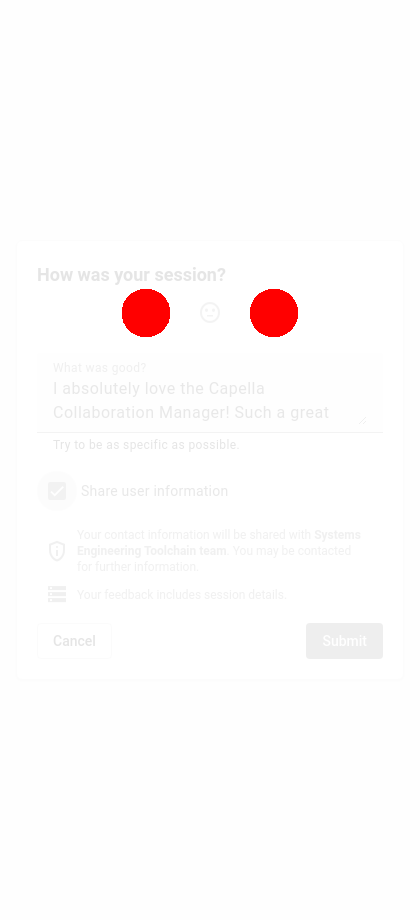 How was your session?
What was good?
I absolutely love the Capella
Collaboration Manager! Such a great
Try to be as specific as possible.
Share user information
Your contact information will be shared with Systems
Engineering Toolchain team. You may be contacted
for further information.
Your feedback includes session details.
Cancel
Submit